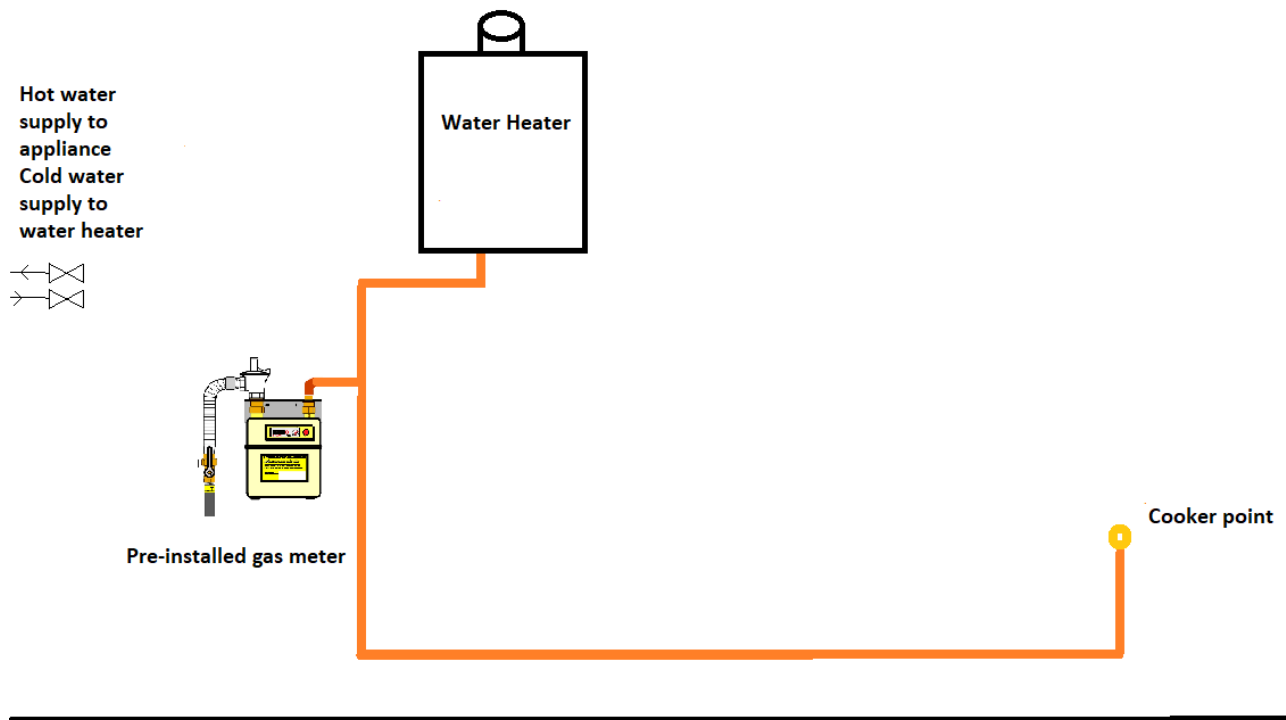 Hot water
supply to
appliance
Cold water
supply to
water heater
Water Heater
Pre-installed gas meter
Cooker point